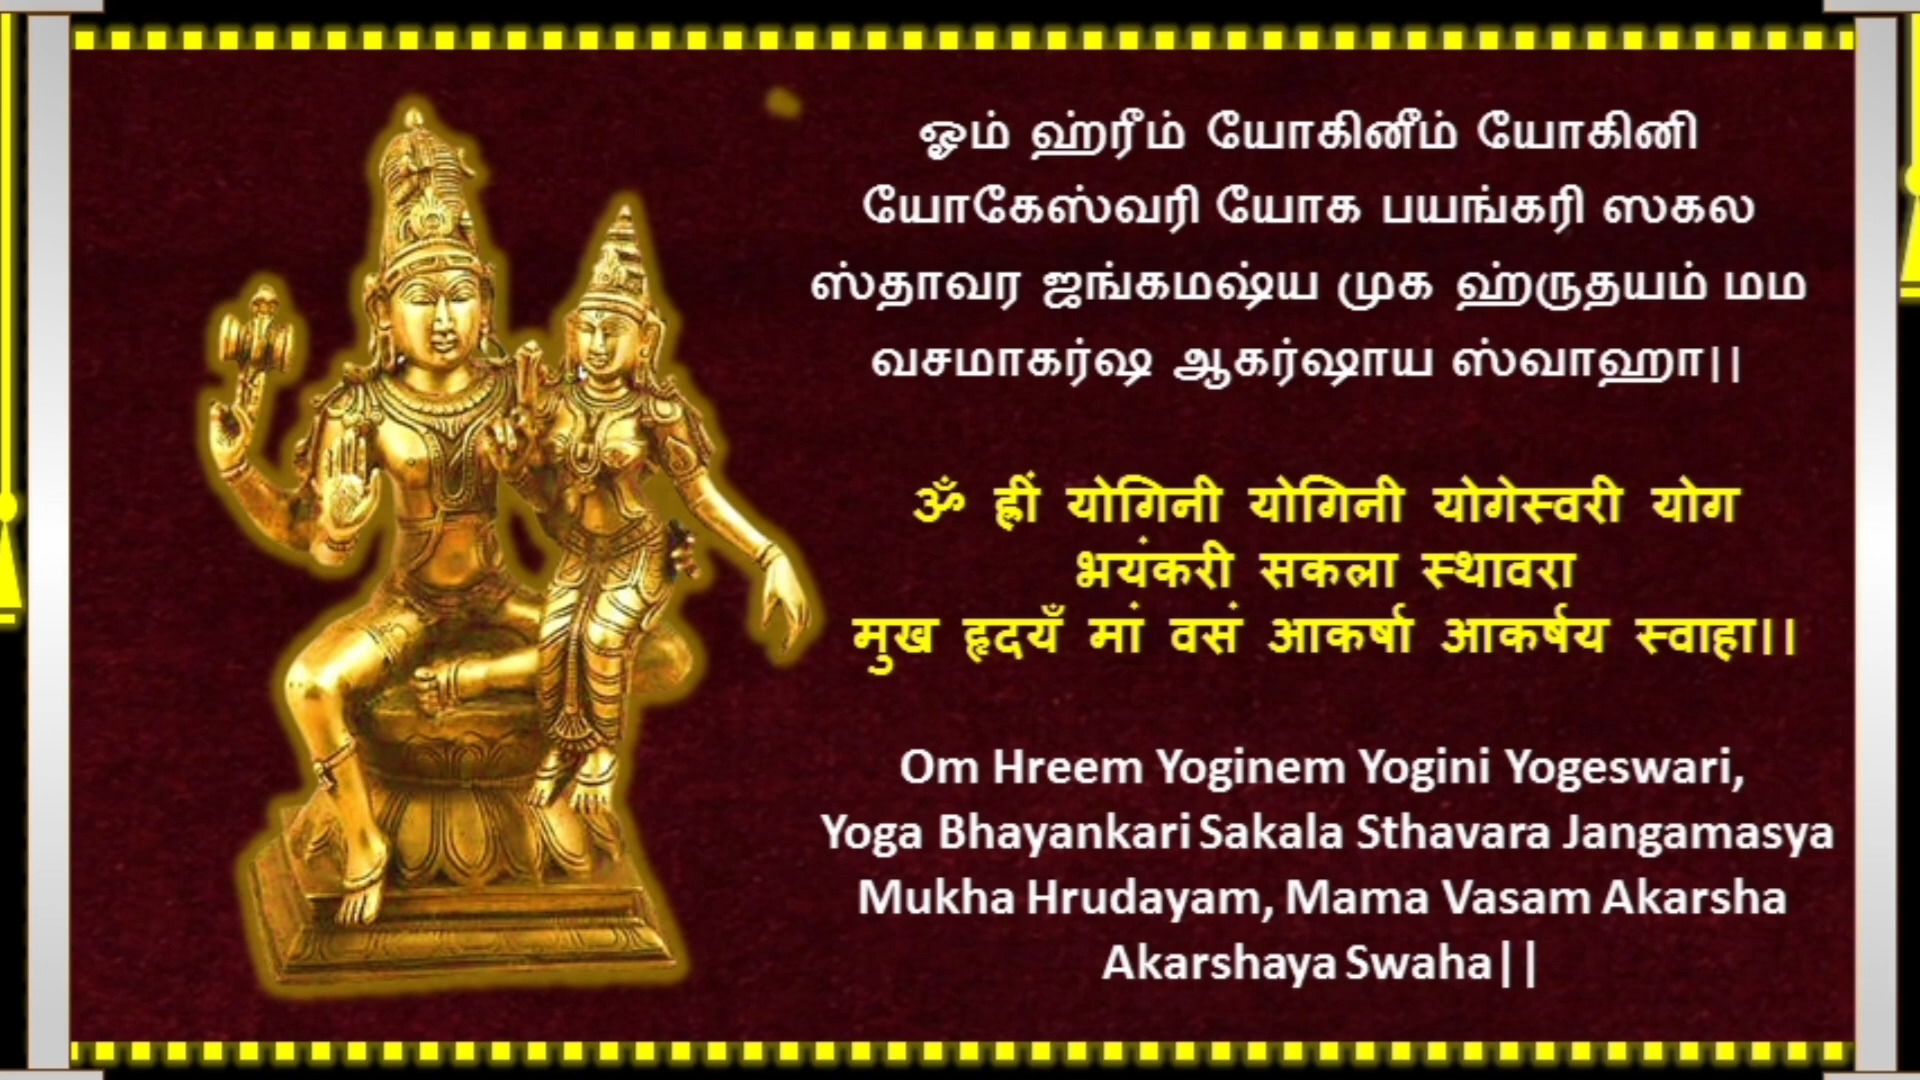 ஓம் ஹ்ரீம் யோகினீம் யோகினி
யோகேஸ்வரி யோக பயங்கரி ஸகல
ஸ்தாவர ஜங்கமஷ்ய முக ஹ்ருதயம் மம
வசமாகர்ஷ ஆகர்ஷாய ஸ்வாஹா||
ॐ ह्रीं योगिनी योगिनी योगेस्वरी योग
भयंकरी सकला स्थावरा
मुख हृदयँ मां वसं आकर्षा आकर्षय स्वाहा।।
Om Hreem Yoginem Yogini Yogeswari,
Yoga Bhayankari Sakala Sthavara Jangamasya
Mukha Hrudayam, Mama Vasam Akarsha
Akarshaya Swaha||